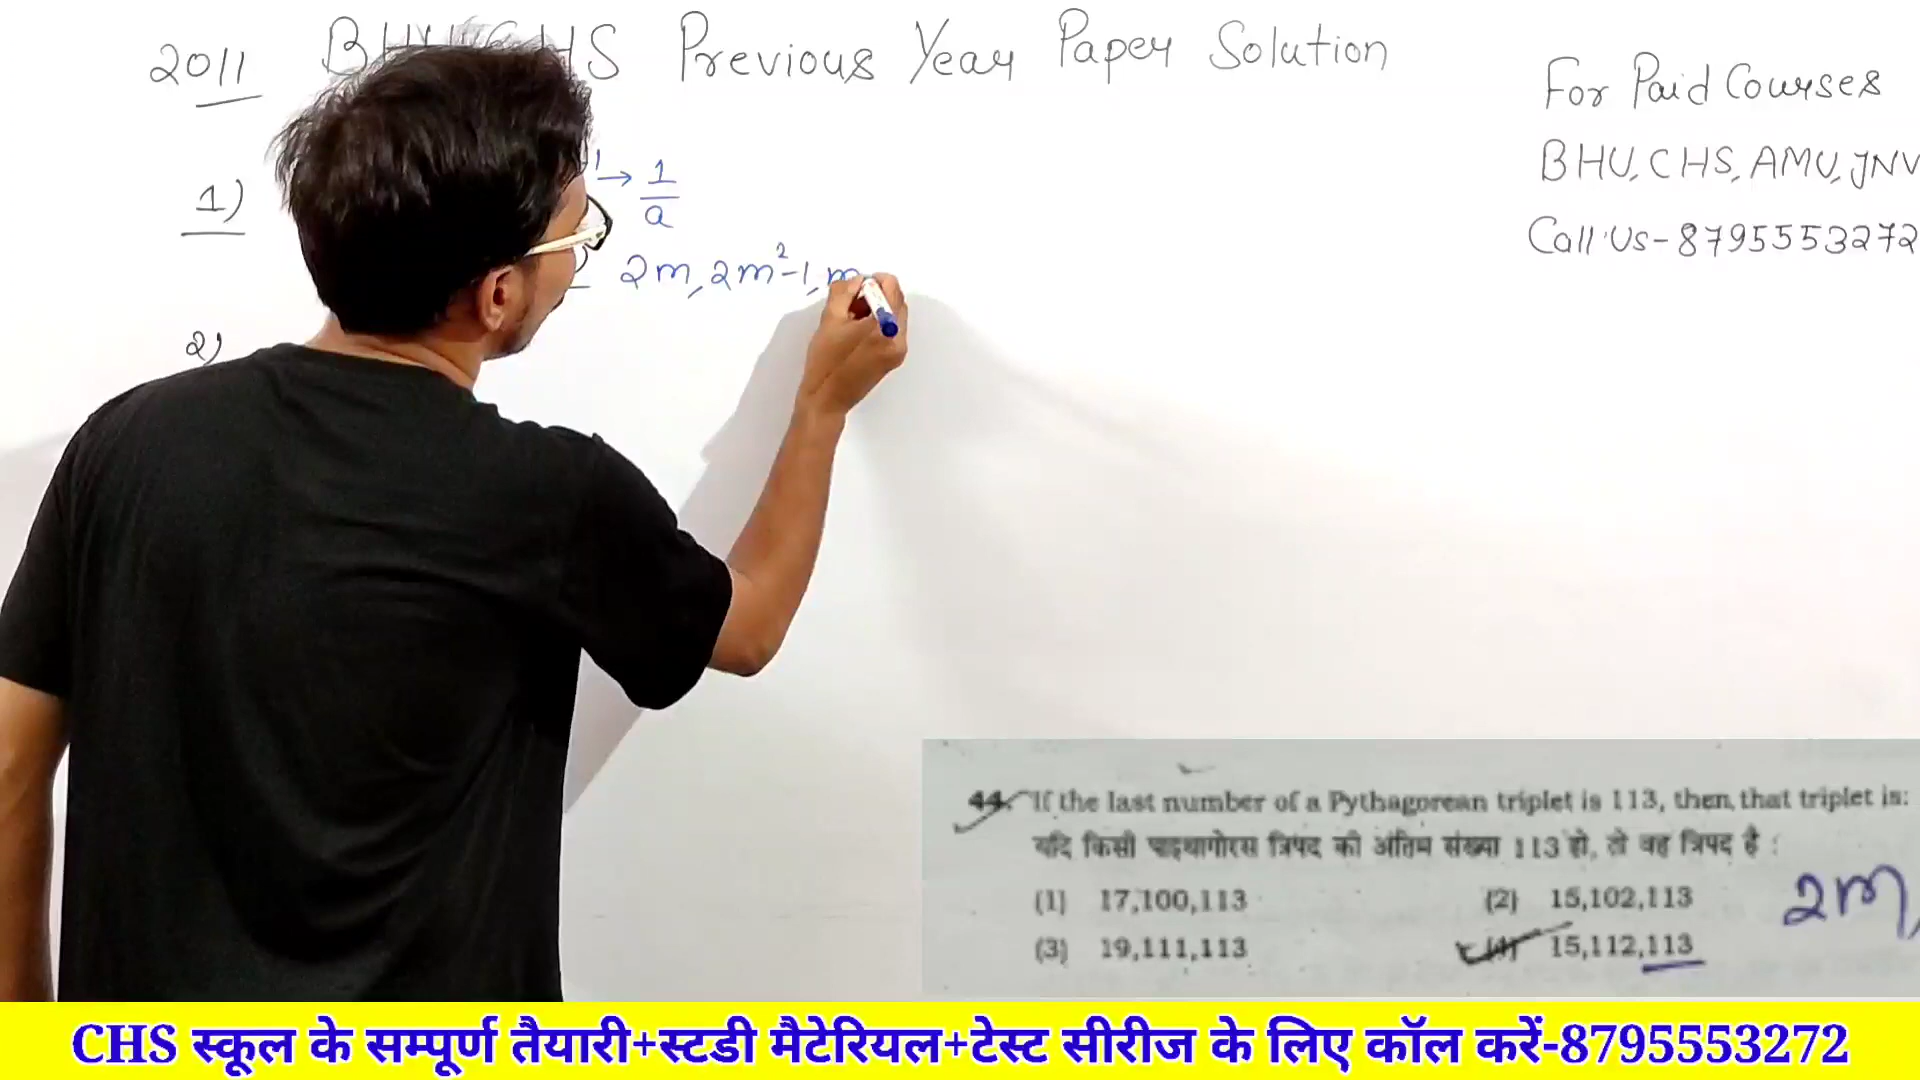 2011 BHU CHS Previous Year Paper Solution
For Paid Courses
BHU, CHS, AMU, JNV
Call Us-8795553272
1) → 1/a
2m, 2m²-1, m
2)
44. If the last number of a Pythagorean triplet is 113, then, that triplet is:
यदि किसी पाइथागोरस त्रिपद की अंतिम संख्या 113 हो, तो वह त्रिपद है :
(1) 17,100,113 (2) 15,102,113
(3) 19,111,113 (4) 15,112,113
2m,
CHS स्कूल के सम्पूर्ण तैयारी+स्टडी मैटेरियल+टेस्ट सीरीज के लिए कॉल करें-8795553272